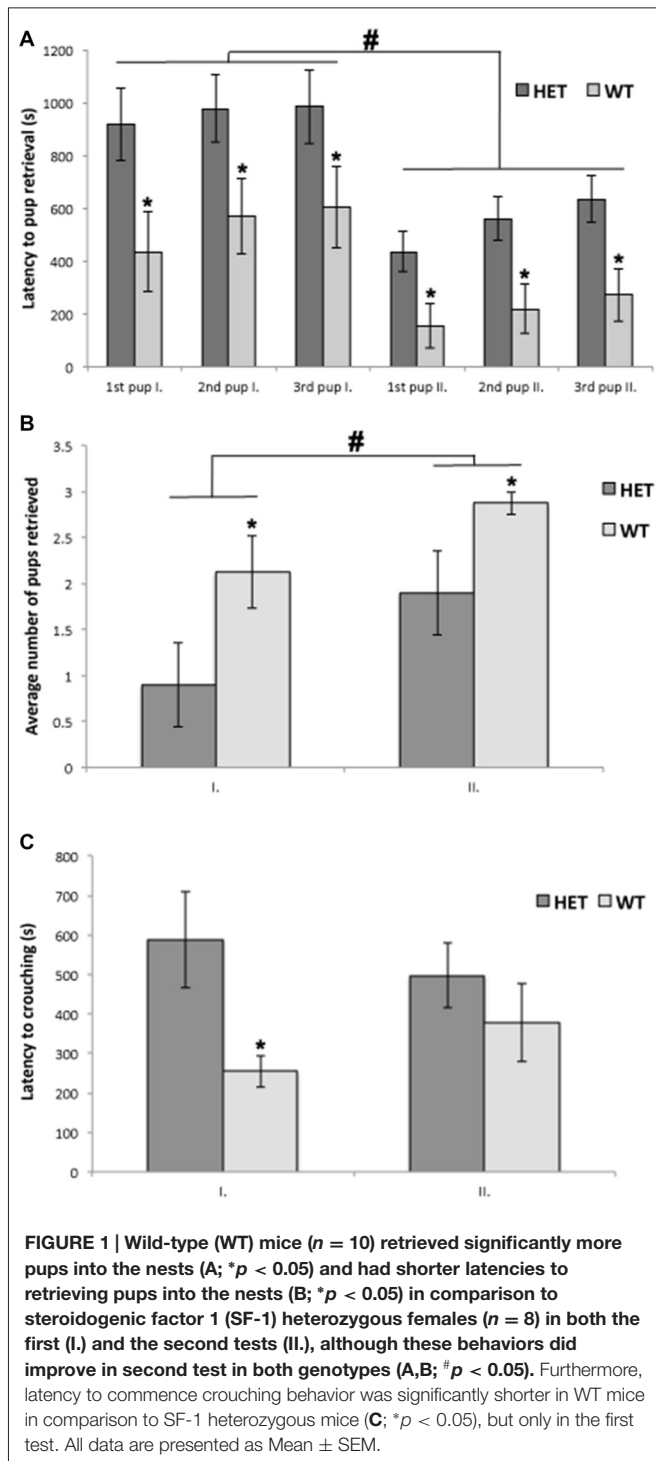 A
#
1200
1000
800
600
400
200
0
Latency to pup retrieval (s)
HET WT
* * * * * *
1st pup I. 2nd pup I. 3rd pup I. 1st pup II. 2nd pup II. 3rd pup II.
B
#
3.5
3
2.5
2
1.5
1
0.5
0
Average number of pups retrieved
HET
WT
* *
I. II.
C
800
700
600
500
400
300
200
100
0
Latency to crouching (s)
HET WT
*
I. II.
FIGURE 1 | Wild-type (WT) mice (n = 10) retrieved significantly more
pups into the nests (A; *p < 0.05) and had shorter latencies to
retrieving pups into the nests (B; *p < 0.05) in comparison to
steroidogenic factor 1 (SF-1) heterozygous females (n = 8) in both the
first (I.) and the second tests (II.), although these behaviors did
improve in second test in both genotypes (A,B; #p < 0.05). Furthermore,
latency to commence crouching behavior was significantly shorter in WT mice
in comparison to SF-1 heterozygous mice (C; *p < 0.05), but only in the first
test. All data are presented as Mean ± SEM.